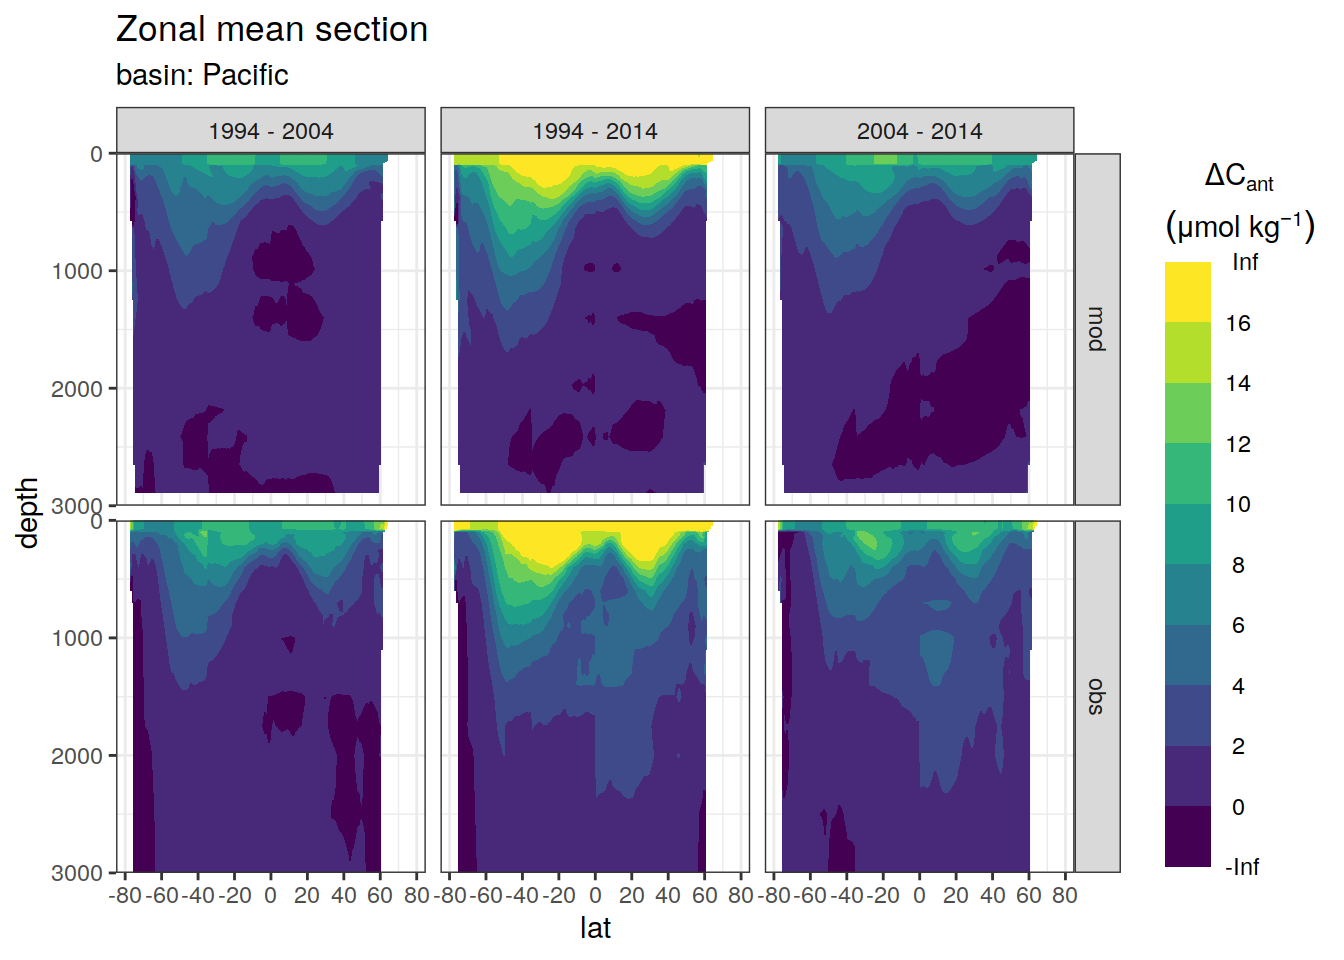 Zonal mean section
basin: Pacific
1994 - 2004
1994 - 2014
2004 - 2014
0
1000
2000
3000
mod
0
1000
2000
3000
obs
depth
-80 -60 -40 -20 0 20 40 60 80
-80 -60 -40 -20 0 20 40 60 80
-80 -60 -40 -20 0 20 40 60 80
lat
ΔCant
(μmol kg⁻¹)
Inf
16
14
12
10
8
6
4
2
0
-Inf